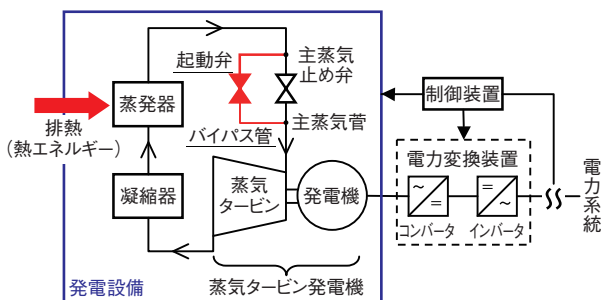 起動弁
主蒸気
止め弁
蒸発器
制御装置
排熱
(熱エネルギー)
主蒸気菅
バイパス管
電力変換装置
凝縮器
蒸気
タービン
発電機
~
=
=
~
コンバータ
インバータ
電力系統
発電設備
蒸気タービン発電機